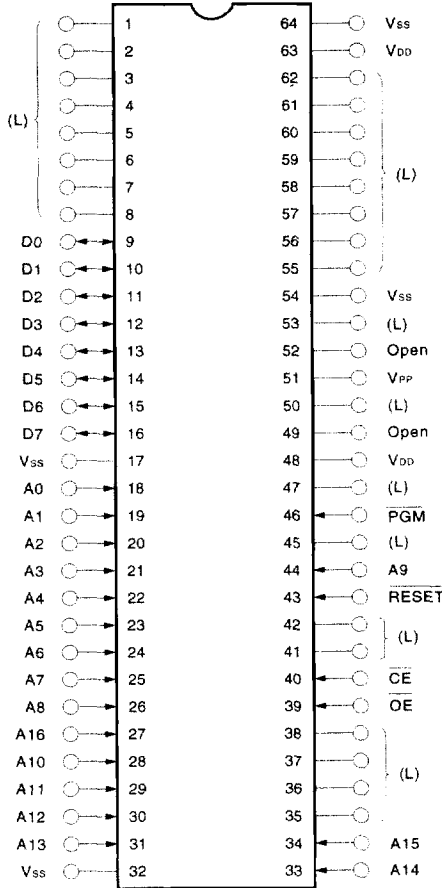 1 64 Vss
2 63 VDD
3 62
4 61
(L) 5 60
6 59 (L)
7 58
8 57
D0 9 56
D1 10 55
D2 11 54 Vss
D3 12 53 (L)
D4 13 52 Open
D5 14 51 VPP
D6 15 50 (L)
D7 16 49 Open
Vss 17 48 VDD
A0 18 47 (L)
A1 19 46 PGM
A2 20 45 (L)
A3 21 44 A9
A4 22 43 RESET
A5 23 42
A6 24 41 (L)
A7 25 40 CE
A8 26 39 OE
A16 27 38
A10 28 37
A11 29 36 (L)
A12 30 35
A13 31 34 A15
Vss 32 33 A14